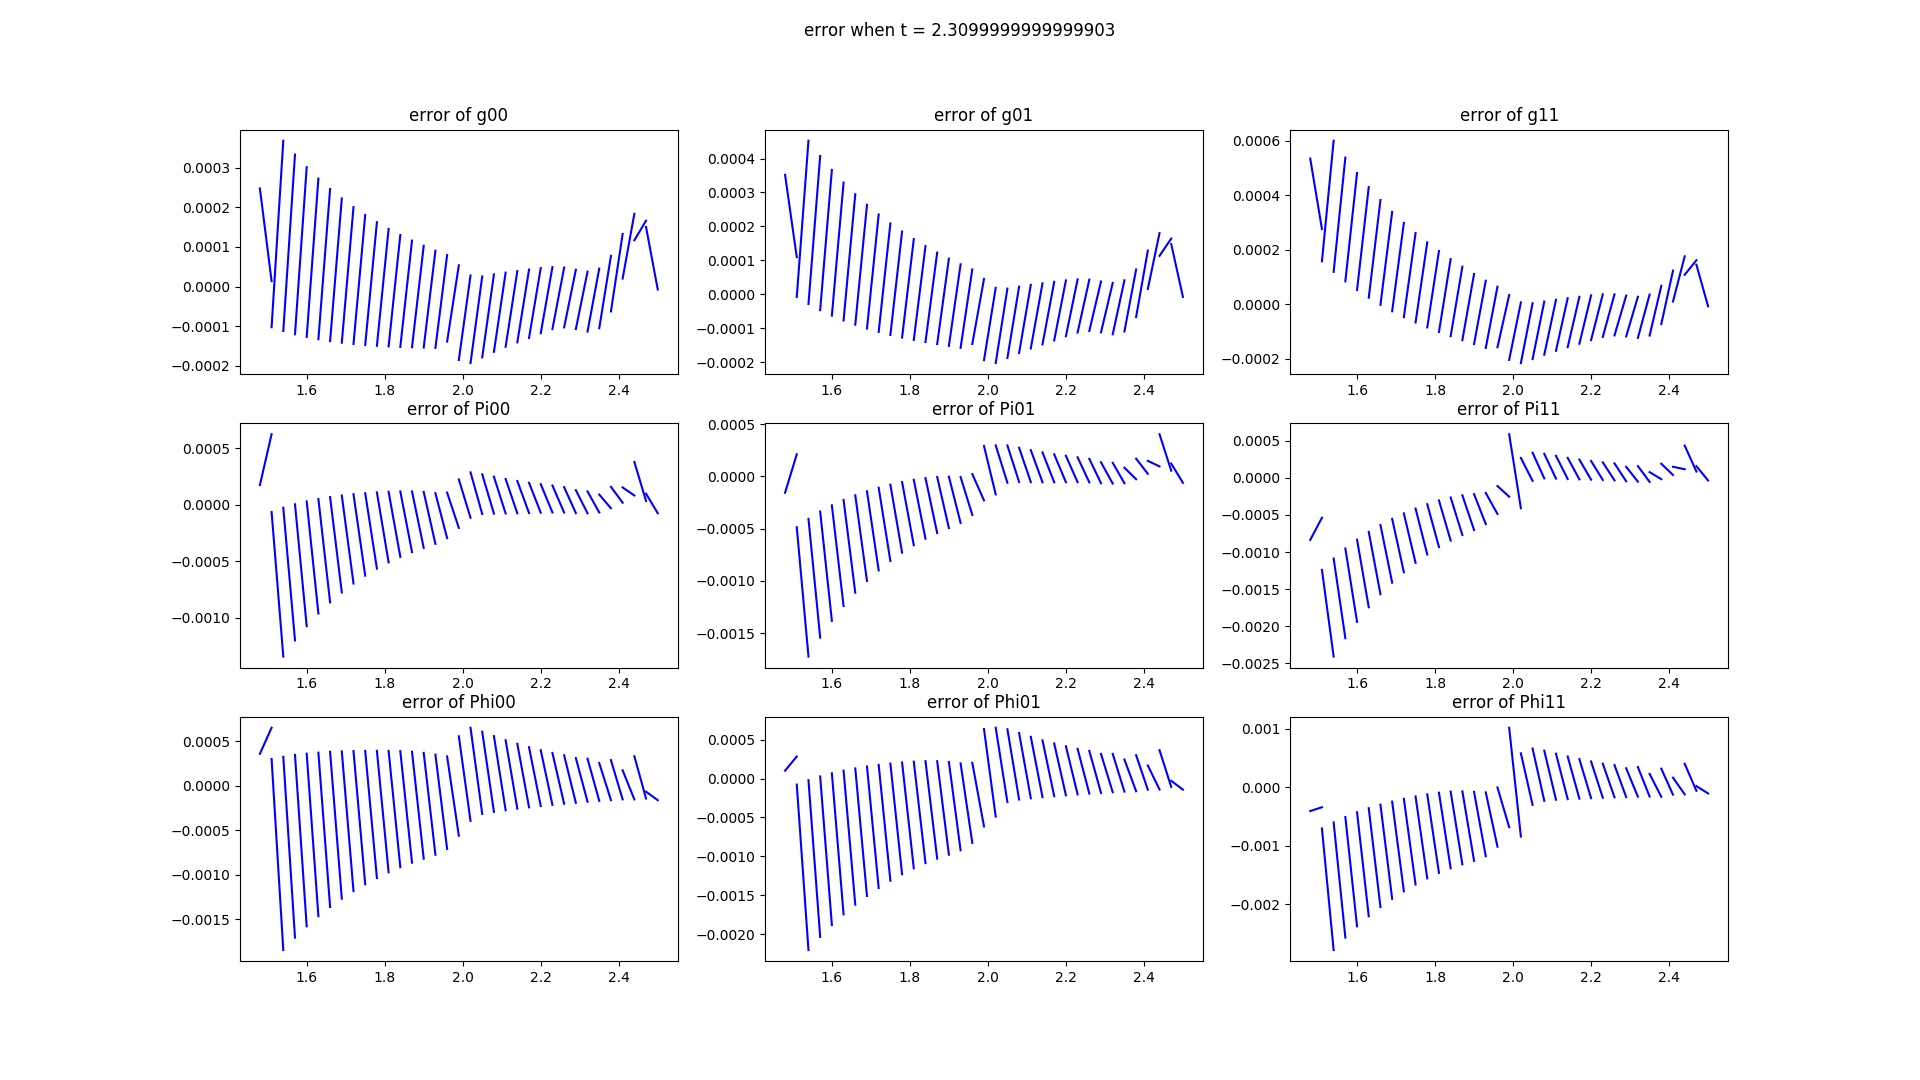 error when t = 2.3099999999999903
error of g00
error of g01
error of g11
0.0003
0.0002
0.0001
0.0000
−0.0001
−0.0002
1.6 1.8 2.0 2.2 2.4
0.0004
0.0003
0.0002
0.0001
0.0000
−0.0001
−0.0002
1.6 1.8 2.0 2.2 2.4
0.0006
0.0004
0.0002
0.0000
−0.0002
1.6 1.8 2.0 2.2 2.4
error of Pi00
error of Pi01
error of Pi11
0.0005
0.0000
−0.0005
−0.0010
1.6 1.8 2.0 2.2 2.4
0.0005
0.0000
−0.0005
−0.0010
−0.0015
1.6 1.8 2.0 2.2 2.4
0.0005
0.0000
−0.0005
−0.0010
−0.0015
−0.0020
−0.0025
1.6 1.8 2.0 2.2 2.4
error of Phi00
error of Phi01
error of Phi11
0.0005
0.0000
−0.0005
−0.0010
−0.0015
1.6 1.8 2.0 2.2 2.4
0.0005
0.0000
−0.0005
−0.0010
−0.0015
−0.0020
1.6 1.8 2.0 2.2 2.4
0.001
0.000
−0.001
−0.002
1.6 1.8 2.0 2.2 2.4